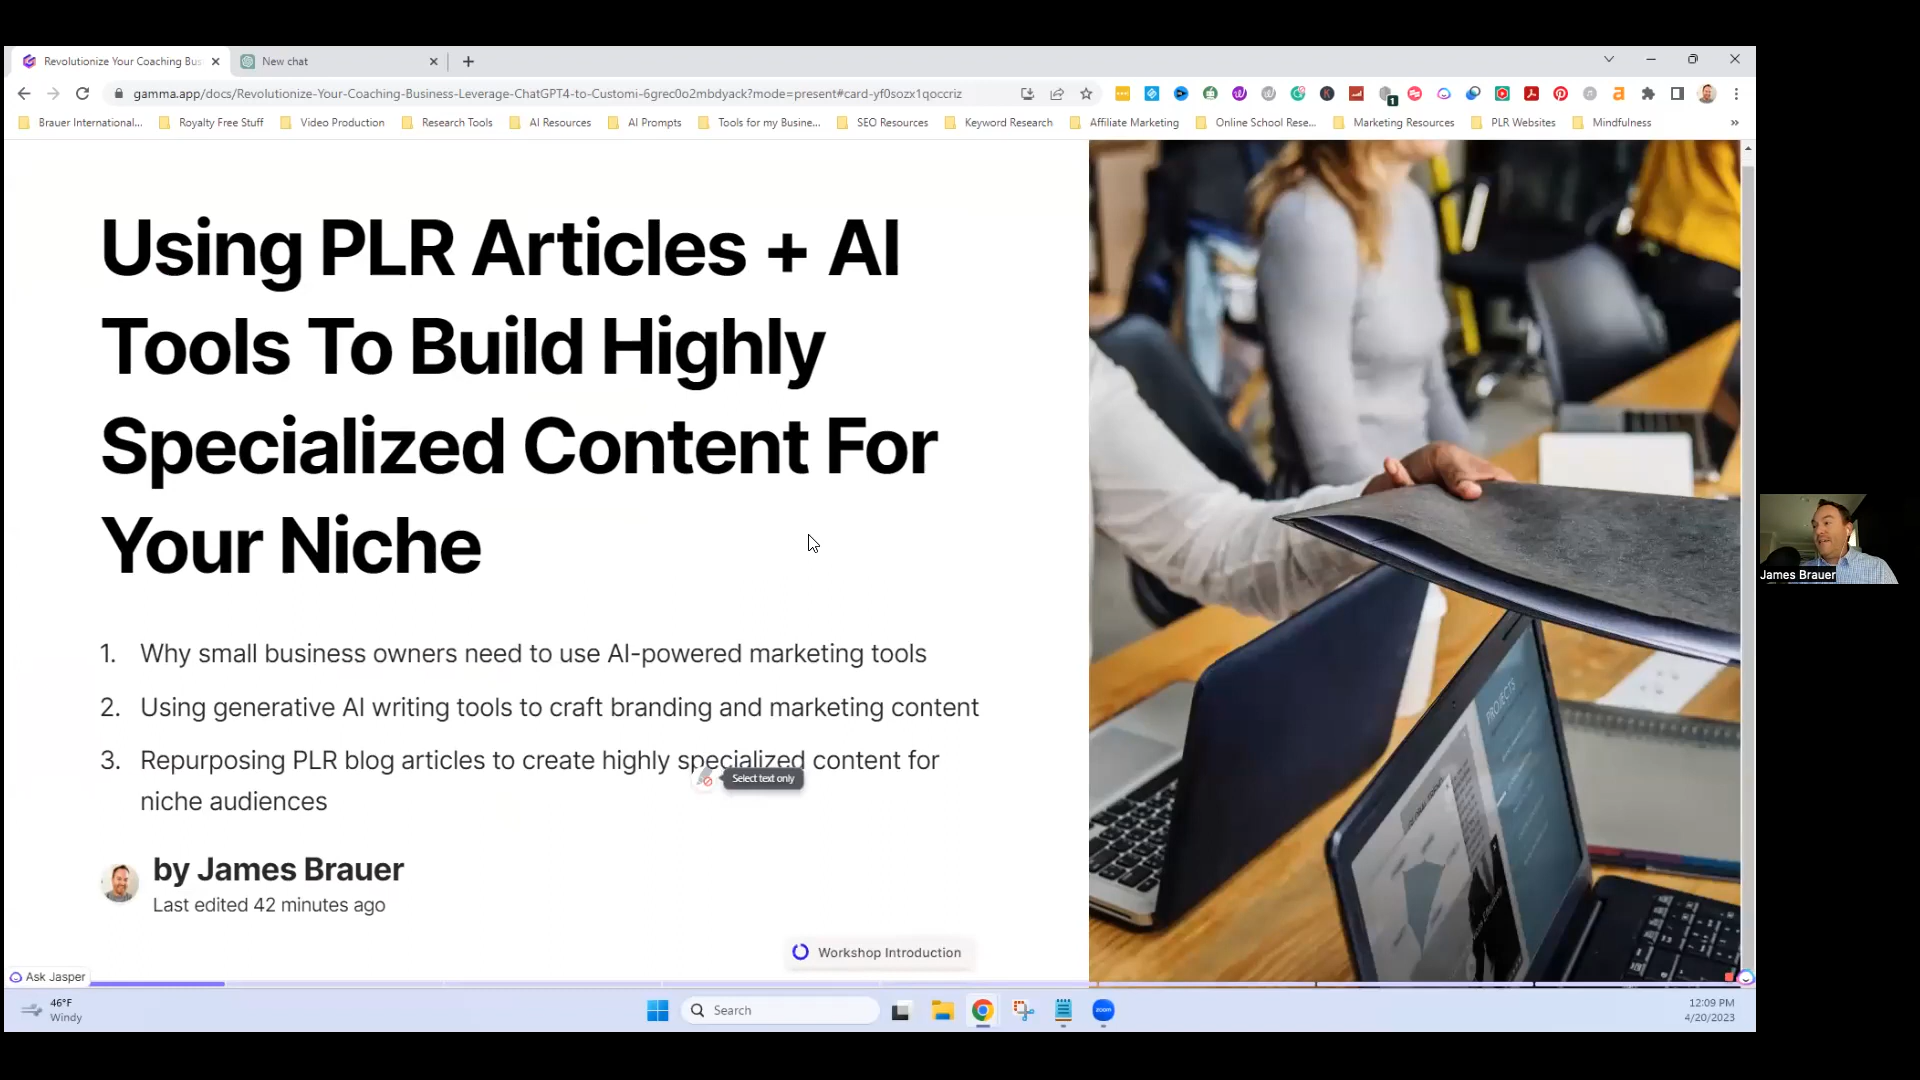 Revolutionize Your Coaching Bus
New chat
gamma.app/docs/Revolutionize-Your-Coaching-Business-Leverage-ChatGPT4-to-Customi-6grec0o2mbdyack?mode=present#card-yf0sozx1qoccriz
Brauer International... Royalty Free Stuff Video Production Research Tools AI Resources AI Prompts Tools for my Busine... SEO Resources Keyword Research Affiliate Marketing Online School Rese... Marketing Resources PLR Websites Mindfulness »
Using PLR Articles + AI
Tools To Build Highly
Specialized Content For
Your Niche
1. Why small business owners need to use AI-powered marketing tools
2. Using generative AI writing tools to craft branding and marketing content
3. Repurposing PLR blog articles to create highly specialized content for
niche audiences
Select text only
by James Brauer
Last edited 42 minutes ago
Workshop Introduction
Ask Jasper
PROJECTS
James Brauer
46°F
Windy
Search
zoom
12:09 PM
4/20/2023